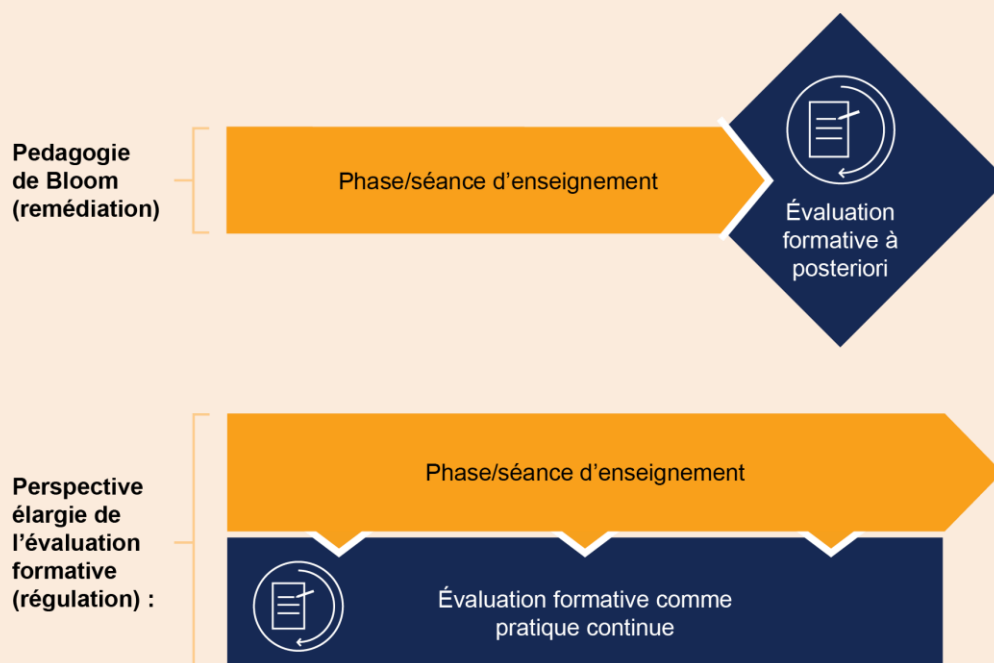 Pedagogie
de Bloom
(remédiation)
Phase/séance d'enseignement
Évaluation
formative à
posteriori
Perspective
élargie de
l'évaluation
formative
(régulation) :
Phase/séance d'enseignement
Évaluation formative comme
pratique continue